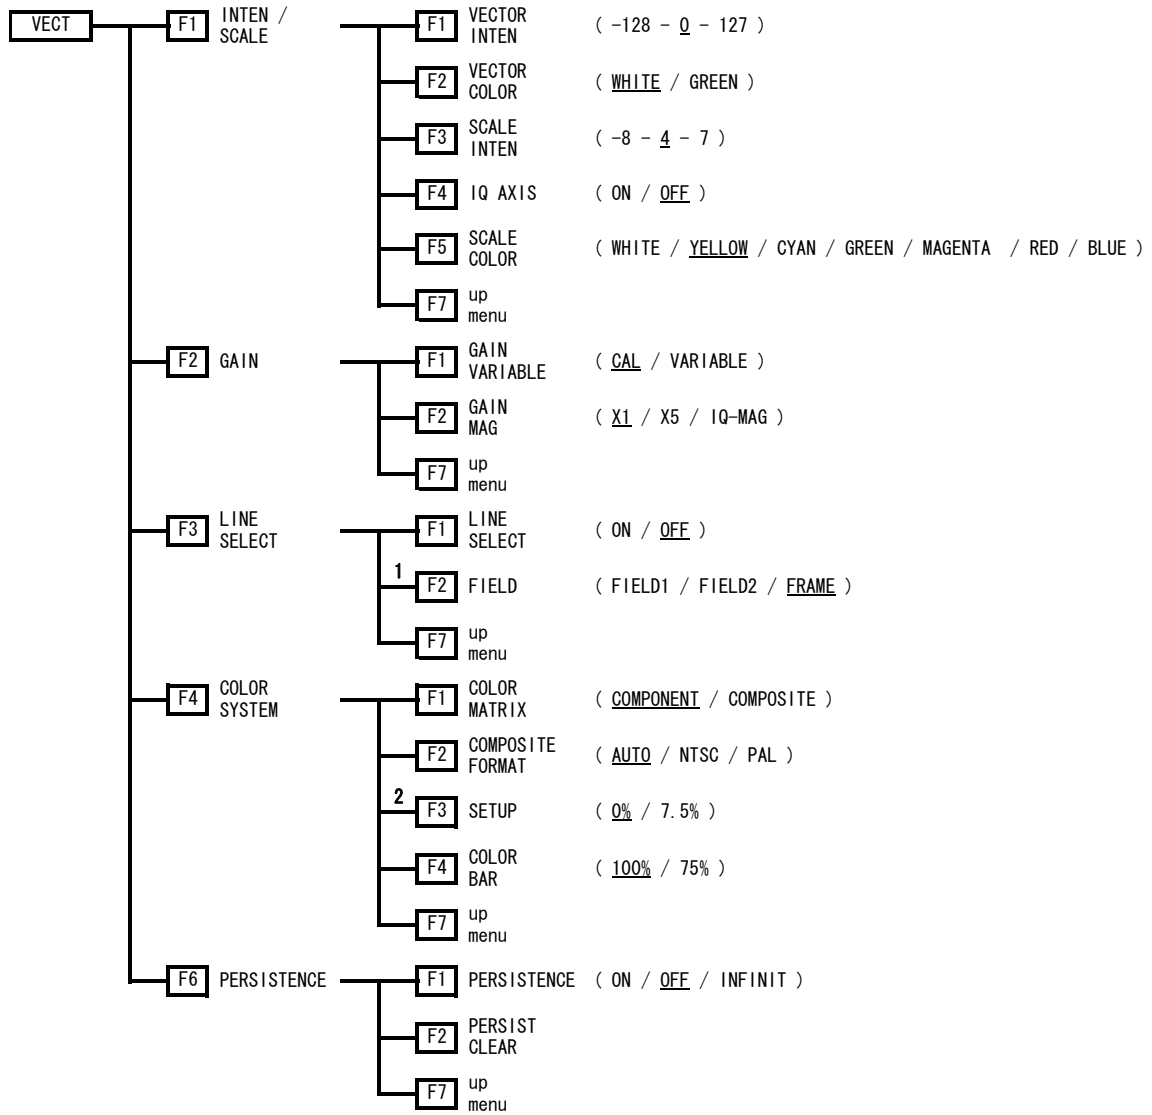 VECT F1 INTEN / SCALE F1 VECTOR INTEN ( -128 - 0 - 127 )
F2 VECTOR COLOR ( WHITE / GREEN )
F3 SCALE INTEN ( -8 - 4 - 7 )
F4 IQ AXIS ( ON / OFF )
F5 SCALE COLOR ( WHITE / YELLOW / CYAN / GREEN / MAGENTA / RED / BLUE )
F7 up menu
F2 GAIN F1 GAIN VARIABLE ( CAL / VARIABLE )
F2 GAIN MAG ( X1 / X5 / IQ-MAG )
F7 up menu
F3 LINE SELECT F1 LINE SELECT ( ON / OFF )
1 F2 FIELD ( FIELD1 / FIELD2 / FRAME )
F7 up menu
F4 COLOR SYSTEM F1 COLOR MATRIX ( COMPONENT / COMPOSITE )
F2 COMPOSITE FORMAT ( AUTO / NTSC / PAL )
2 F3 SETUP ( 0% / 7.5% )
F4 COLOR BAR ( 100% / 75% )
F7 up menu
F6 PERSISTENCE F1 PERSISTENCE ( ON / OFF / INFINIT )
F2 PERSIST CLEAR
F7 up menu